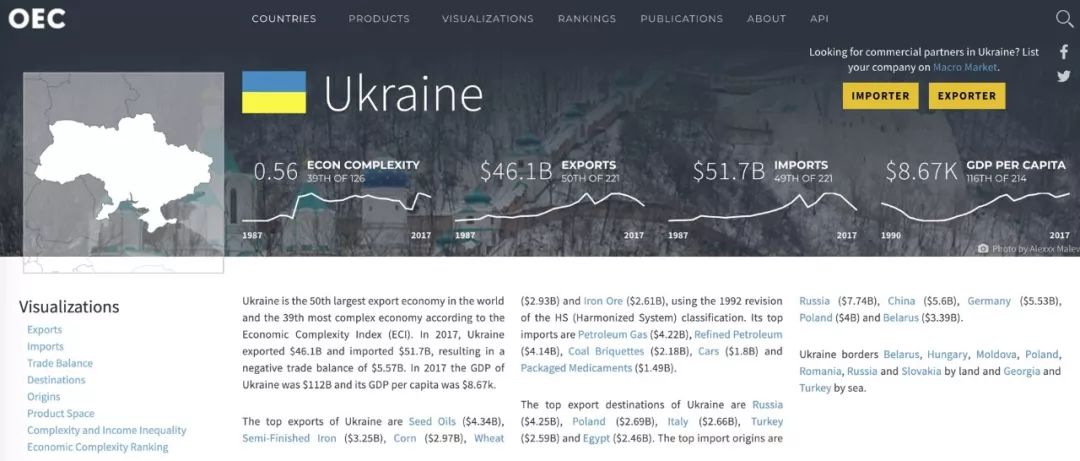 OEC
COUNTRIES PRODUCTS VISUALIZATIONS RANKINGS PUBLICATIONS ABOUT API
Looking for commercial partners in Ukraine? List
your company on Macro Market.
IMPORTER EXPORTER
Ukraine
0.56 ECON COMPLEXITY
39TH OF 126
1987 2017
$46.1B EXPORTS
50TH OF 221
1987 2017
$51.7B IMPORTS
49TH OF 221
1987 2017
$8.67K GDP PER CAPITA
116TH OF 214
1990 2017
Photo by Alexxx Malev
Visualizations
Exports
Imports
Trade Balance
Destinations
Origins
Product Space
Complexity and Income Inequality
Economic Complexity Ranking
Ukraine is the 50th largest export economy in the world
and the 39th most complex economy according to the
Economic Complexity Index (ECI). In 2017, Ukraine
exported $46.1B and imported $51.7B, resulting in a
negative trade balance of $5.57B. In 2017 the GDP of
Ukraine was $112B and its GDP per capita was $8.67k.
The top exports of Ukraine are Seed Oils ($4.34B),
Semi-Finished Iron ($3.25B), Corn ($2.97B), Wheat
($2.93B) and Iron Ore ($2.61B), using the 1992 revision
of the HS (Harmonized System) classification. Its top
imports are Petroleum Gas ($4.22B), Refined Petroleum
($4.14B), Coal Briquettes ($2.18B), Cars ($1.8B) and
Packaged Medicaments ($1.49B).
The top export destinations of Ukraine are Russia
($4.25B), Poland ($2.69B), Italy ($2.66B), Turkey
($2.59B) and Egypt ($2.46B). The top import origins are
Russia ($7.74B), China ($5.6B), Germany ($5.53B),
Poland ($4B) and Belarus ($3.39B).
Ukraine borders Belarus, Hungary, Moldova, Poland,
Romania, Russia and Slovakia by land and Georgia and
Turkey by sea.